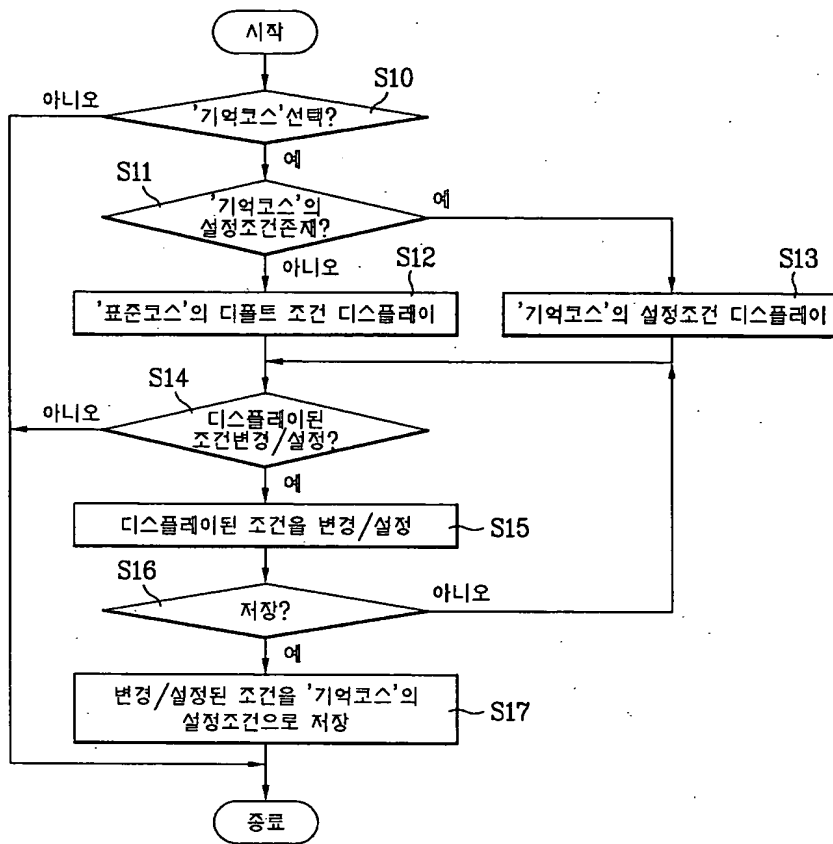 시작
S10
아니오
'기억코스'선택?
예
S11
'기억코스'의
설정조건존재?
예
아니오
S12
S13
'표준코스'의 디폴트 조건 디스플레이
'기억코스'의 설정조건 디스플레이
S14
아니오
디스플레이된
조건변경/설정?
예
디스플레이된 조건을 변경/설정
S15
S16
저장?
아니오
예
변경/설정된 조건을 '기억코스'의
설정조건으로 저장
S17
종료